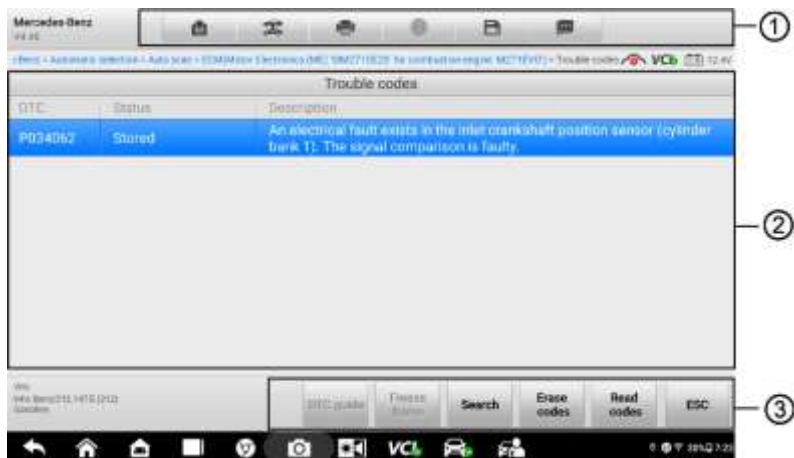 Mercedes-Benz
①
VCI
Trouble codes
DTC Status Description
P034062 Stored An electrical fault exists in the inlet crankshaft position sensor (cylinder
bank 1). The signal comparison is faulty.
②
DTC guide
Freeze
frame
Search
Erase
codes
Read
codes
ESC
③
VCI